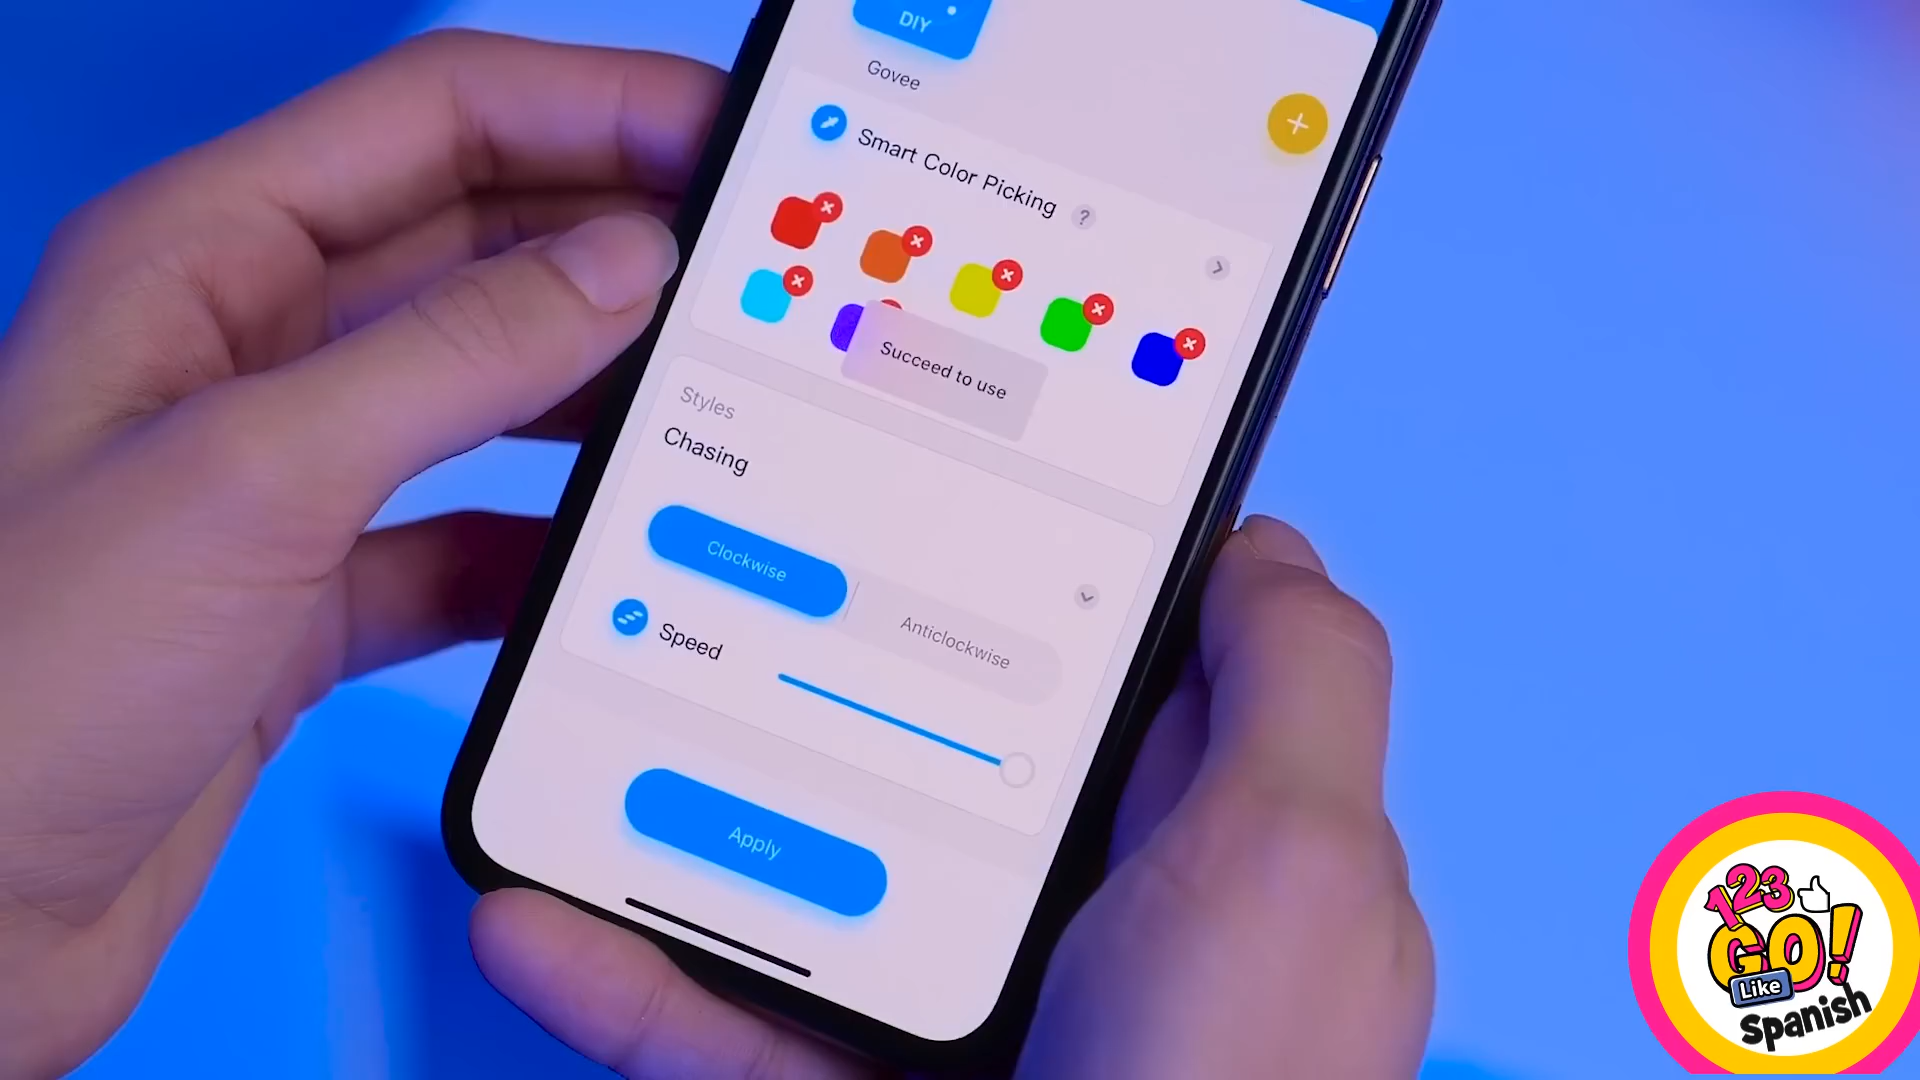 DIY
Govee
Smart Color Picking ?
Succeed to use
Styles
Chasing
Clockwise
Anticlockwise
Speed
Apply
123
GO!
Like
Spanish